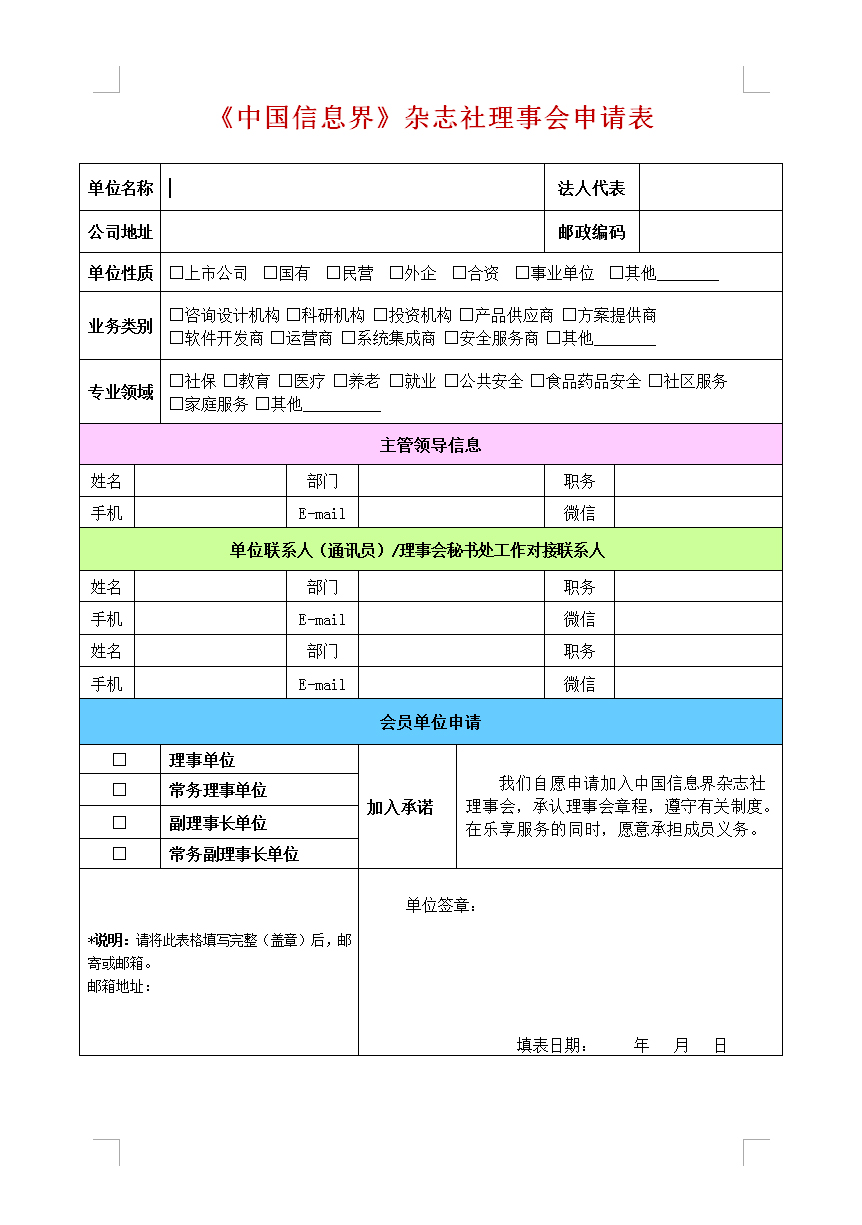 《中国信息界》杂志社理事会申请表
单位名称 法人代表
公司地址 邮政编码
单位性质 □上市公司 □国有 □民营 □外企 □合资 □事业单位 □其他________
业务类别 □咨询设计机构 □科研机构 □投资机构 □产品供应商 □方案提供商
□软件开发商 □运营商 □系统集成商 □安全服务商 □其他________
专业领域 □社保 □教育 □医疗 □养老 □就业 □公共安全 □食品药品安全 □社区服务
□家庭服务 □其他__________
主管领导信息
姓名 部门 职务
手机 E-mail 微信
单位联系人（通讯员）/理事会秘书处工作对接联系人
姓名 部门 职务
手机 E-mail 微信
姓名 部门 职务
手机 E-mail 微信
会员单位申请
□ 理事单位
□ 常务理事单位
□ 副理事长单位
□ 常务副理事长单位
加入承诺
我们自愿申请加入中国信息界杂志社
理事会，承认理事会章程，遵守有关制度。
在乐享服务的同时，愿意承担成员义务。
*说明：请将此表格填写完整（盖章）后，邮
寄或邮箱。
邮箱地址：
单位签章：
填表日期： 年 月 日